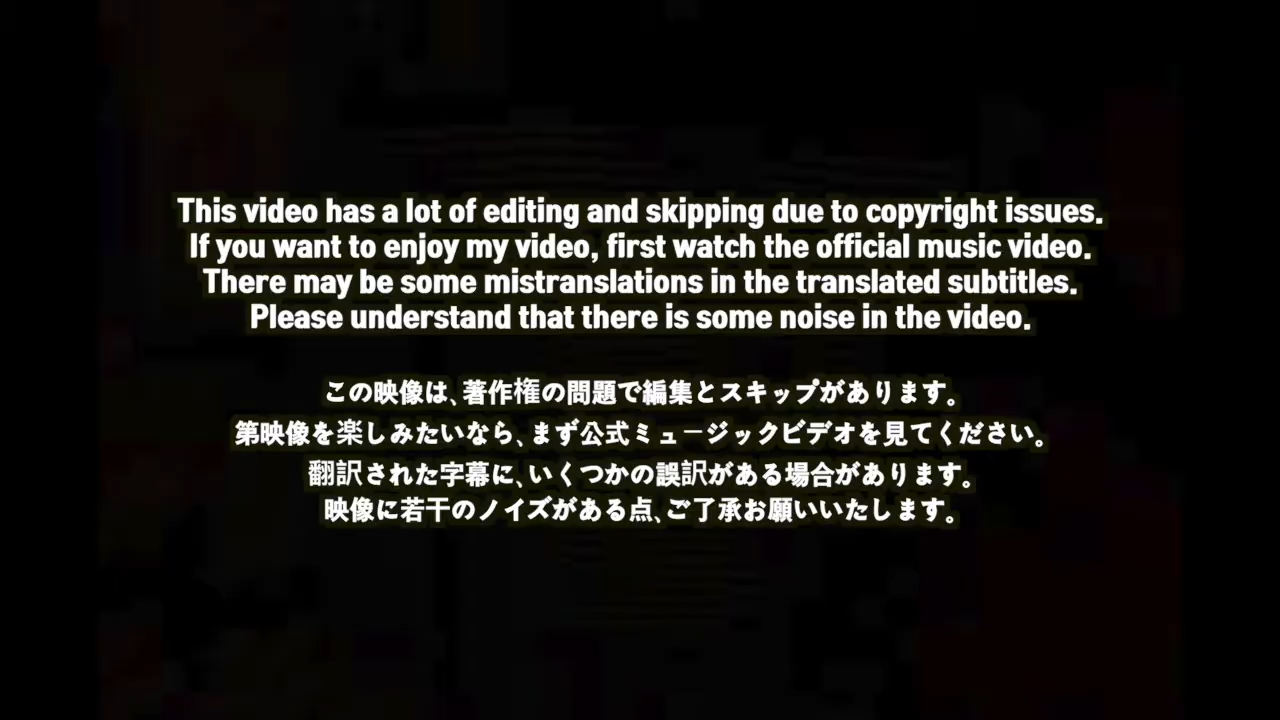 This video has a lot of editing and skipping due to copyright issues.
If you want to enjoy my video, first watch the official music video.
There may be some mistranslations in the translated subtitles.
Please understand that there is some noise in the video.
この映像は、著作権の問題で編集とスキップがあります。
第映像を楽しみたいなら、まず公式ミュージックビデオを見てください。
翻訳された字幕に、いくつかの誤訳がある場合があります。
映像に若干のノイズがある点、ご了承お願いいたします。